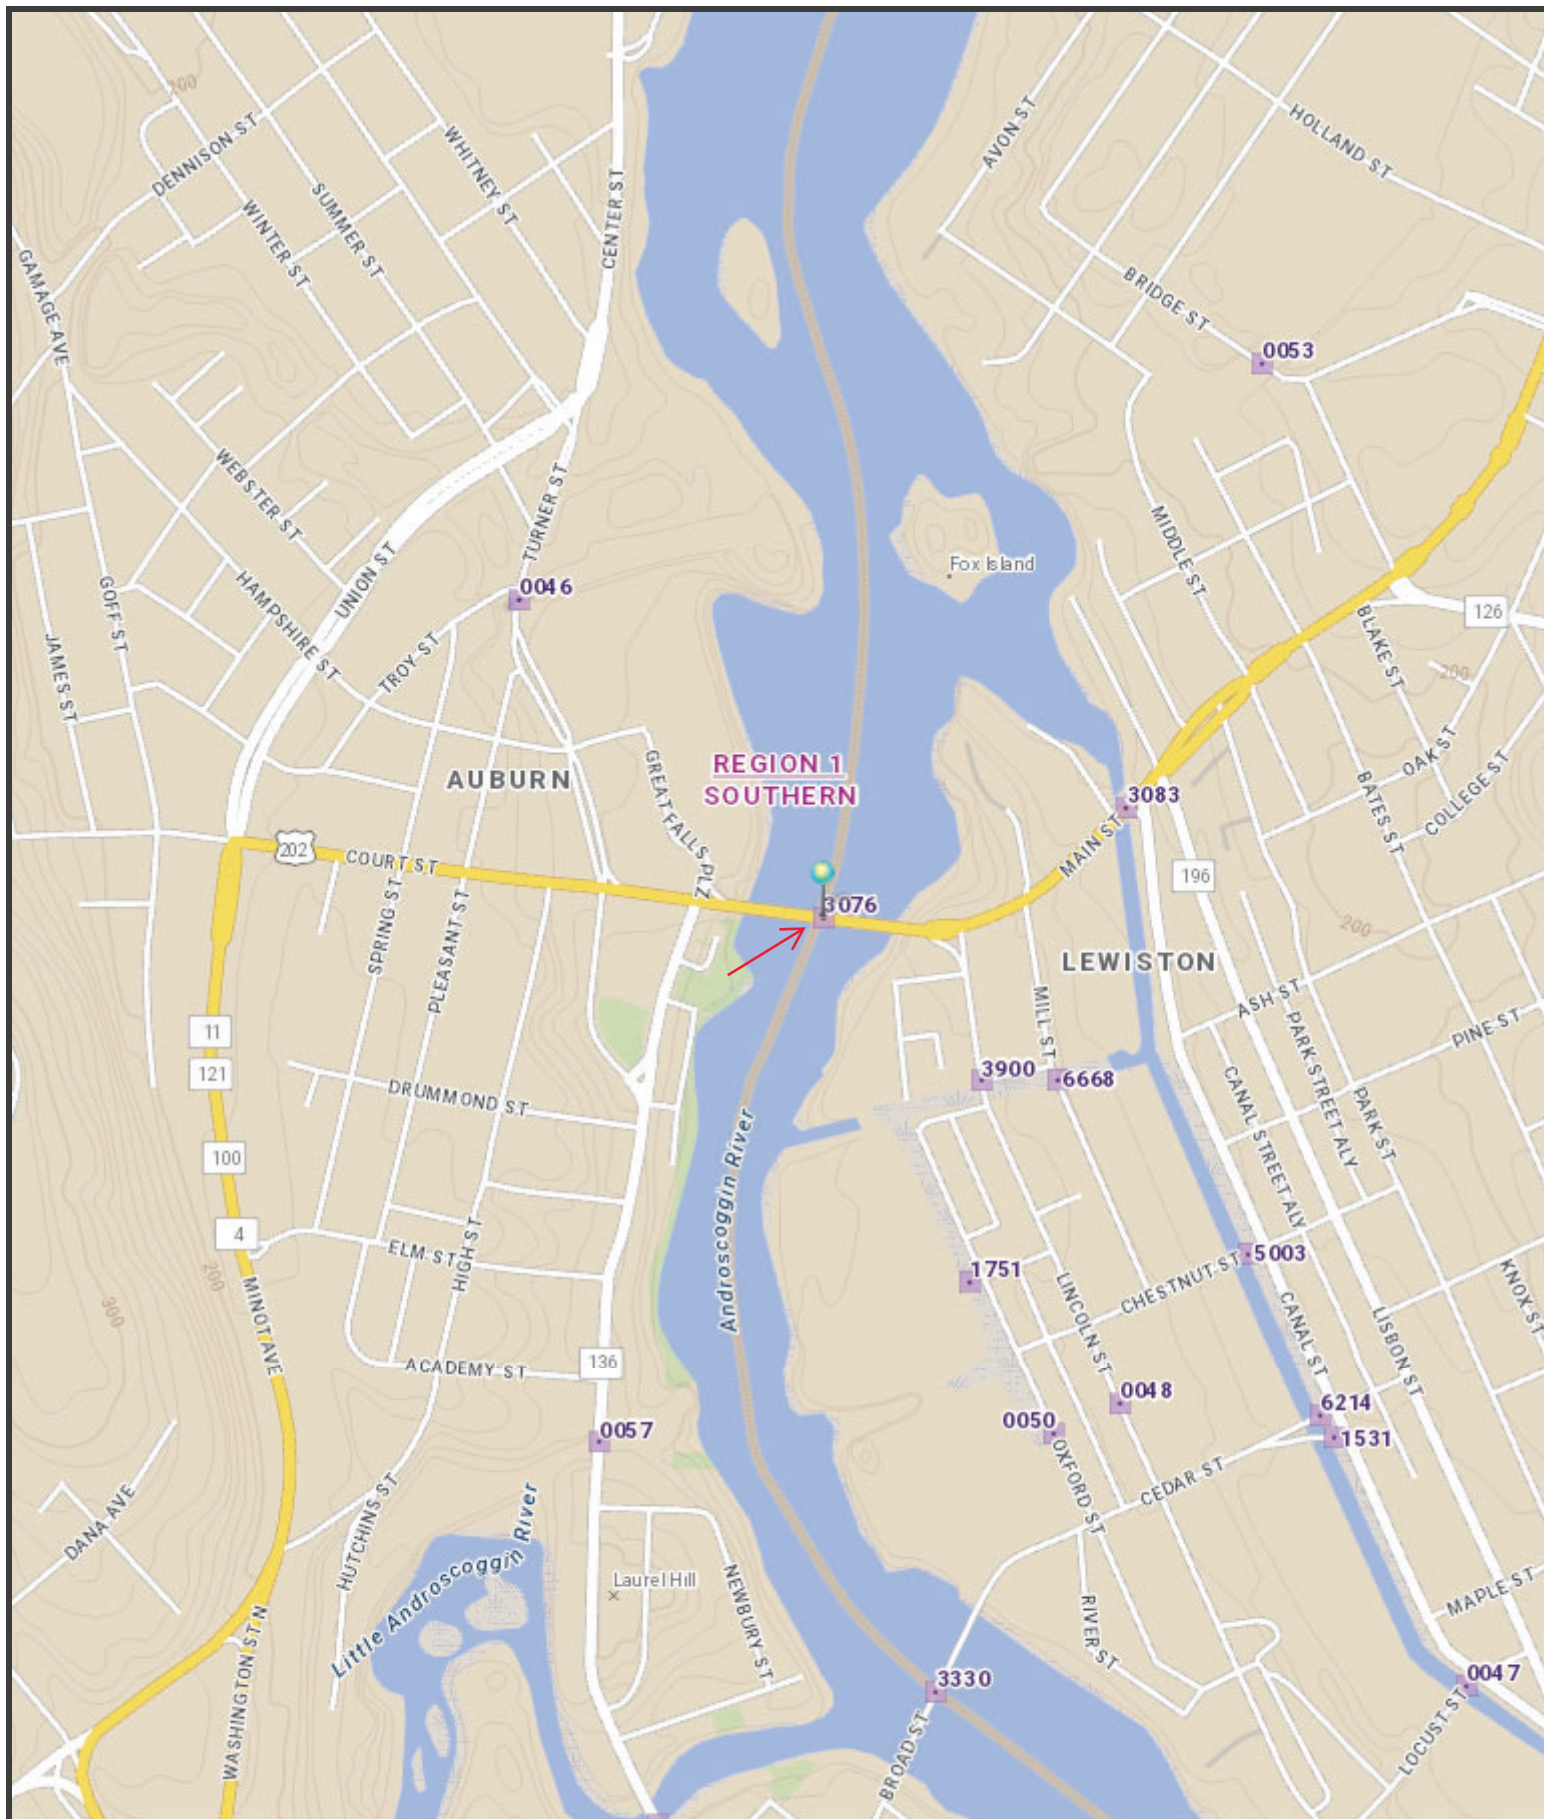 200
DENNISON ST
WHITNEY ST
SUMMER ST
WINTER ST
CENTER ST
AVON ST
HOLLAND ST
GAMAGE AVE
BRIDGE ST
0053
WEBSTER ST
TURNER ST
UNION ST
0046
HAMPSHIRE ST
GOFF ST
JAMES ST
TROY ST
Fox Island
MIDDLE ST
126
BLAKE ST
200
OAK ST
COLLEGE ST
BATES ST
AUBURN
REGION 1
SOUTHERN
GREAT FALLS PLZ
3083
MAIN ST
202
COURT ST
196
3076
SPRING ST
PLEASANT ST
200
LEWISTON
MILL ST
ASH ST
PINE ST
11
121
PARK STREET ALY
DRUMMOND ST
3900
6668
CANAL STREET ALY
PARK ST
100
Androscoggin River
4
ELM ST
HIGH ST
200
300
MINOT AVE
1751
5003
CHESTNUT ST
LINCOLN ST
CANAL ST
LISBON ST
KNOX ST
136
ACADEMY ST
0048
0050
6214
1531
0057
OXFORD ST
CEDAR ST
DANA AVE
HUTCHINS ST
Little Androscoggin River
Laurel Hill
NEWBURY ST
RIVER ST
MAPLE ST
WASHINGTON ST N
3330
0047
BROAD ST
LOCUST ST